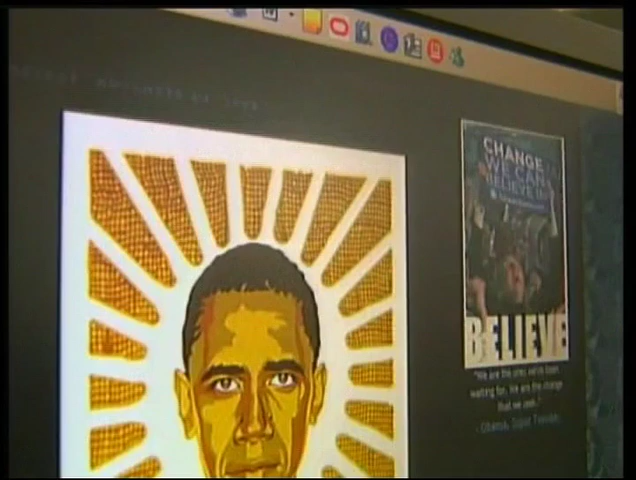 CHANGE
WE CAN
BELIEVE IN
BELIEVE
"We are the ones we've been
waiting for. We are the change
that we seek."
- Obama, Super Tuesday